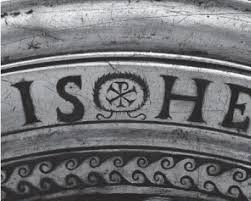 IS ☧ HE